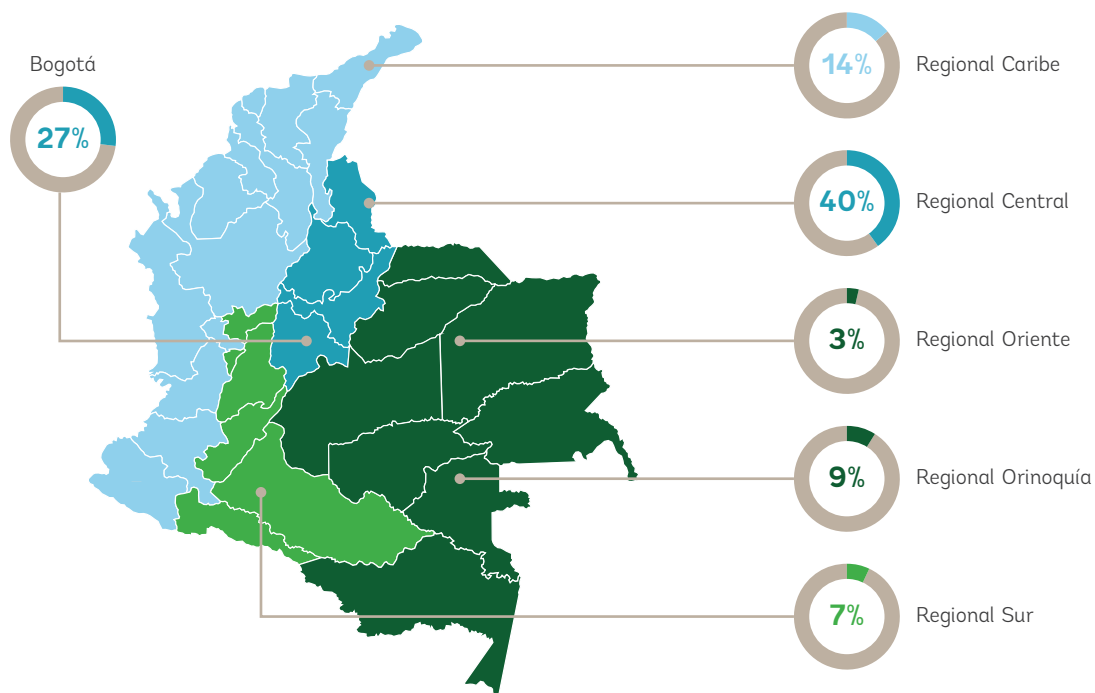 Bogotá
27%
14%
Regional Caribe
40%
Regional Central
3%
Regional Oriente
9%
Regional Orinoquía
7%
Regional Sur